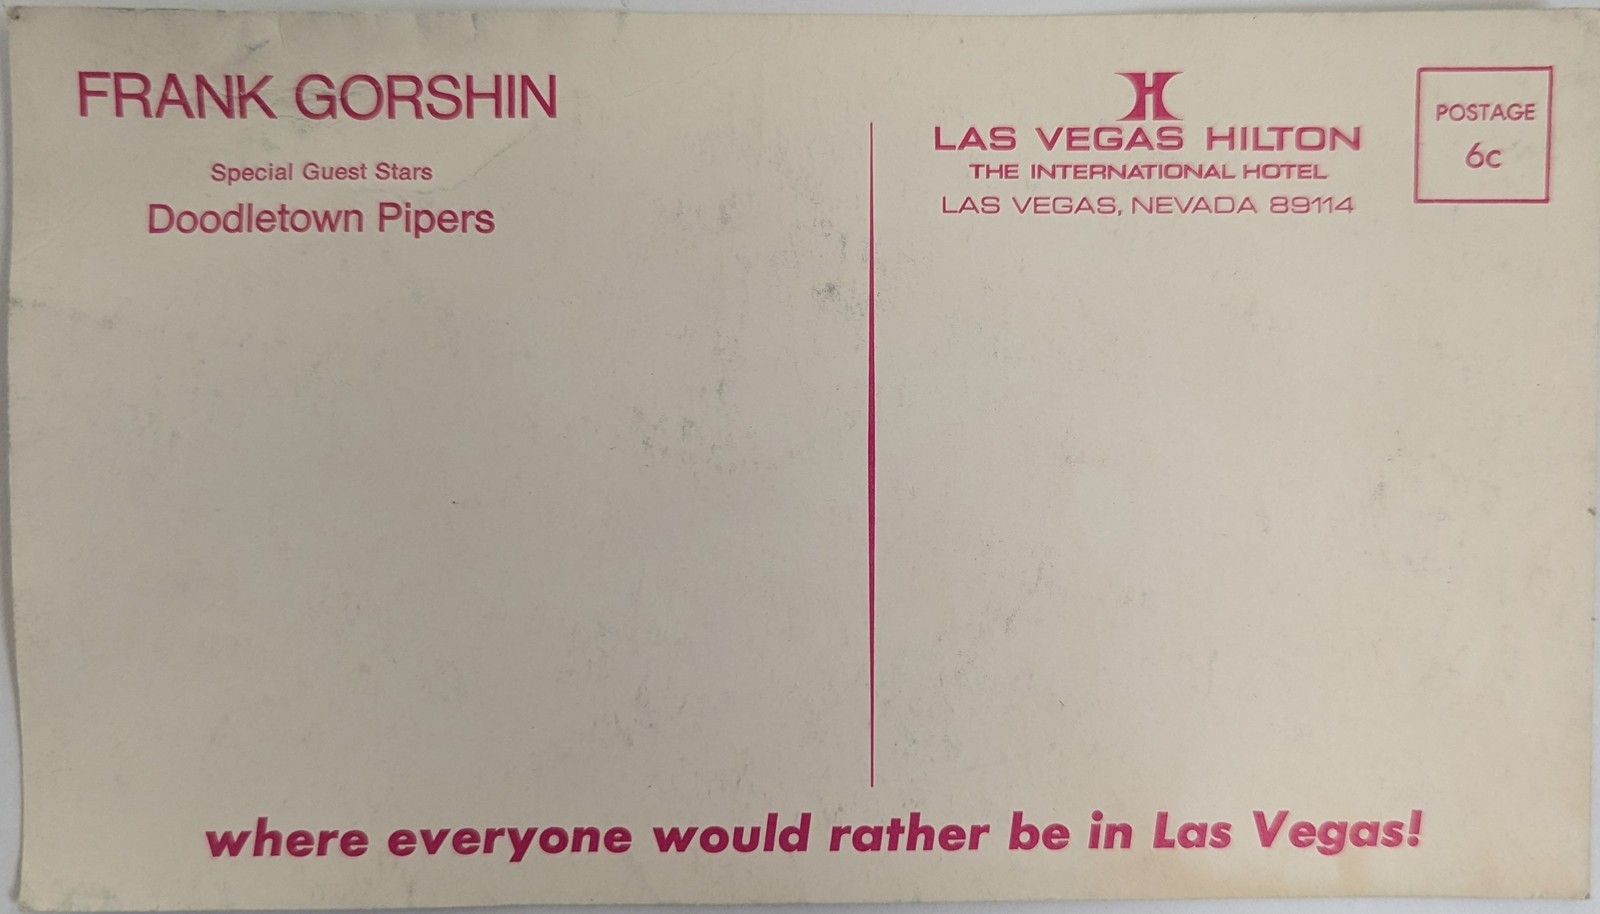 FRANK GORSHIN
Special Guest Stars
Doodletown Pipers
H
LAS VEGAS HILTON
THE INTERNATIONAL HOTEL
LAS VEGAS, NEVADA 89114
POSTAGE
6c
where everyone would rather be in Las Vegas!